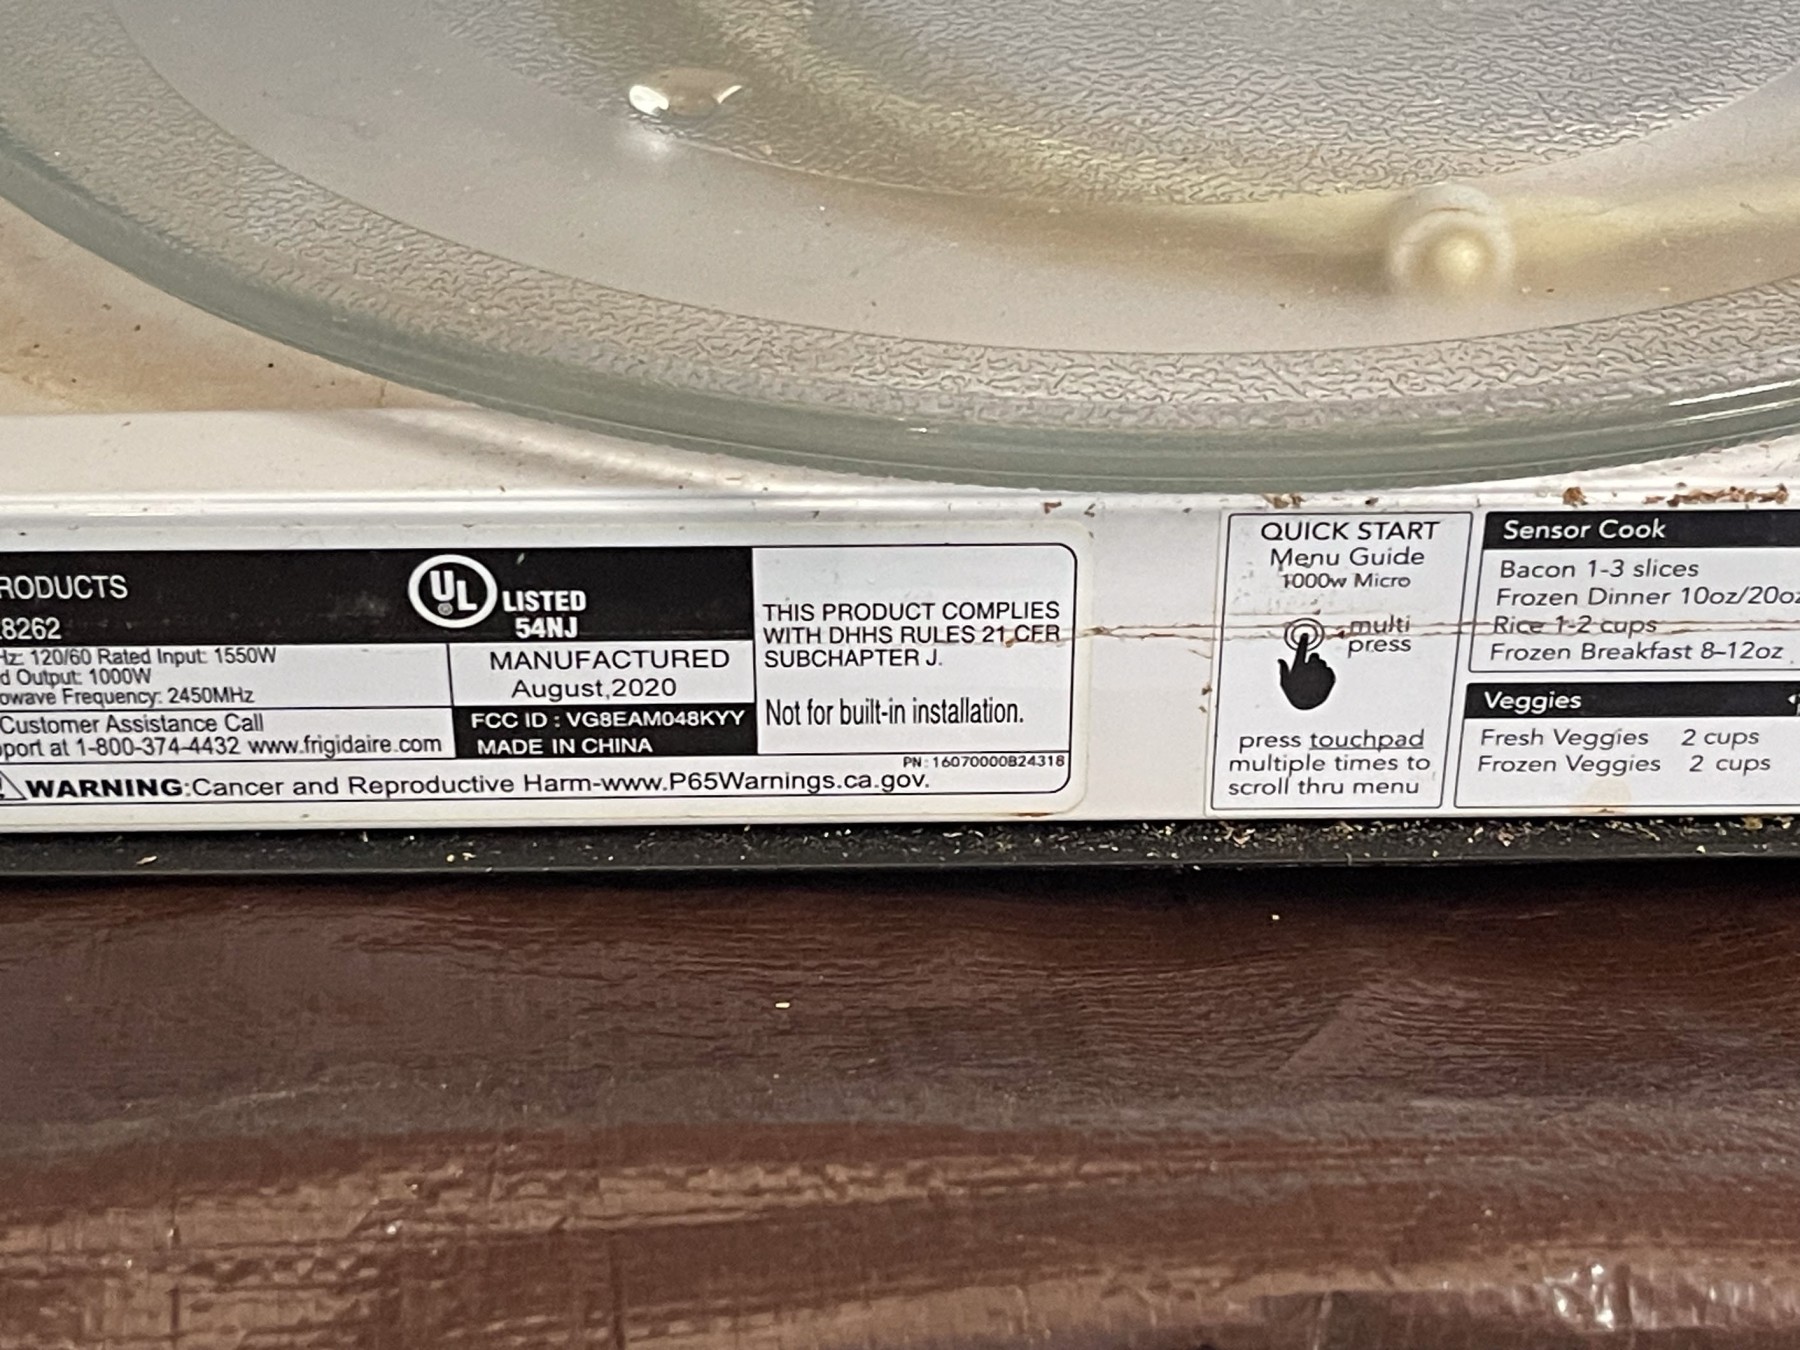 RODUCTS
8262
UL LISTED
54NJ
Hz: 120/60 Rated Input: 1550W
d Output: 1000W
owave Frequency: 2450MHz
Customer Assistance Call
pport at 1-800-374-4432 www.frigidaire.com
MANUFACTURED
August,2020
FCC ID : VG8EAM048KYY
MADE IN CHINA
THIS PRODUCT COMPLIES
WITH DHHS RULES 21 CFR
SUBCHAPTER J.
Not for built-in installation.
PN: 16070000B24318
WARNING:Cancer and Reproductive Harm-www.P65Warnings.ca.gov.
QUICK START
Menu Guide
1000w Micro
multi
press
press touchpad
multiple times to
scroll thru menu
Sensor Cook
Bacon 1-3 slices
Frozen Dinner 10oz/20oz
Rice 1-2 cups
Frozen Breakfast 8-12oz
Veggies
Fresh Veggies 2 cups
Frozen Veggies 2 cups